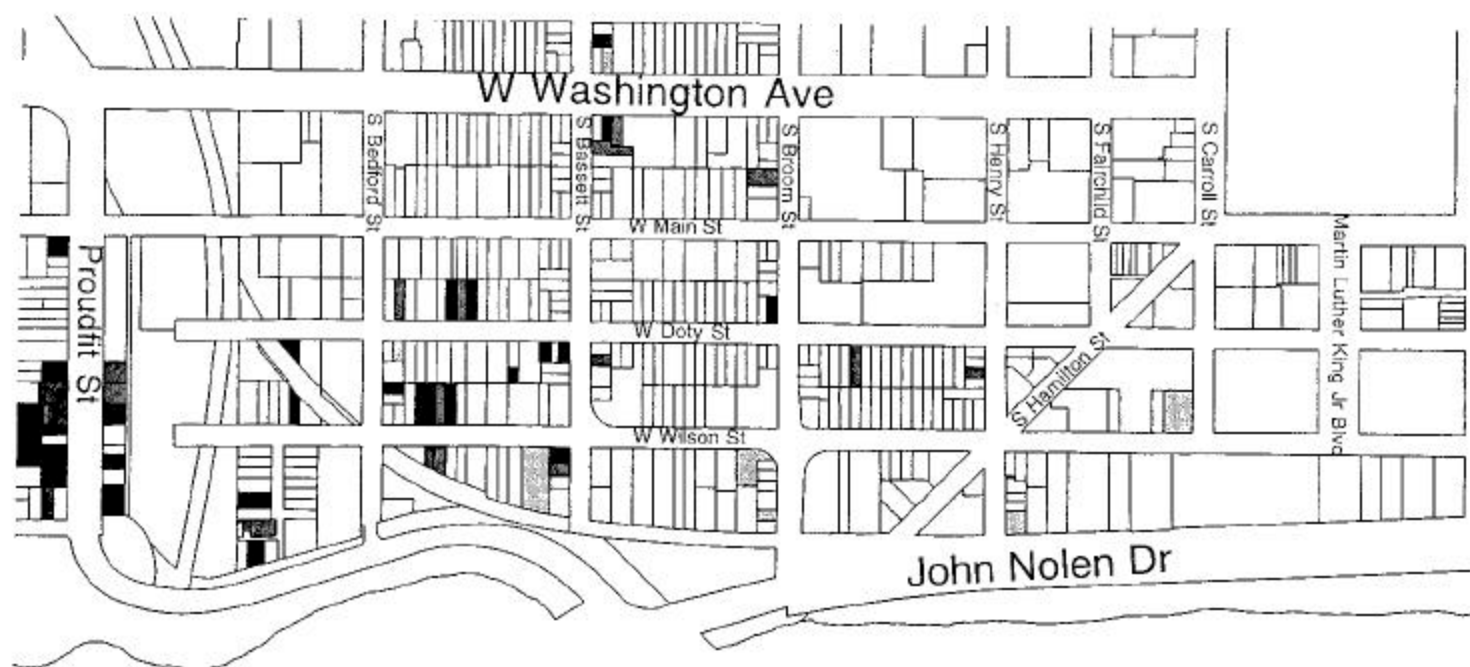 W Washington Ave
S Bedford St
S Bassett St
S Broom St
S Henry St
S Fairchild St
S Carroll St
W Main St
Martin Luther King Jr Blvd
Proudfit St
W Doty St
S Hamilton St
W Wilson St
John Nolen Dr